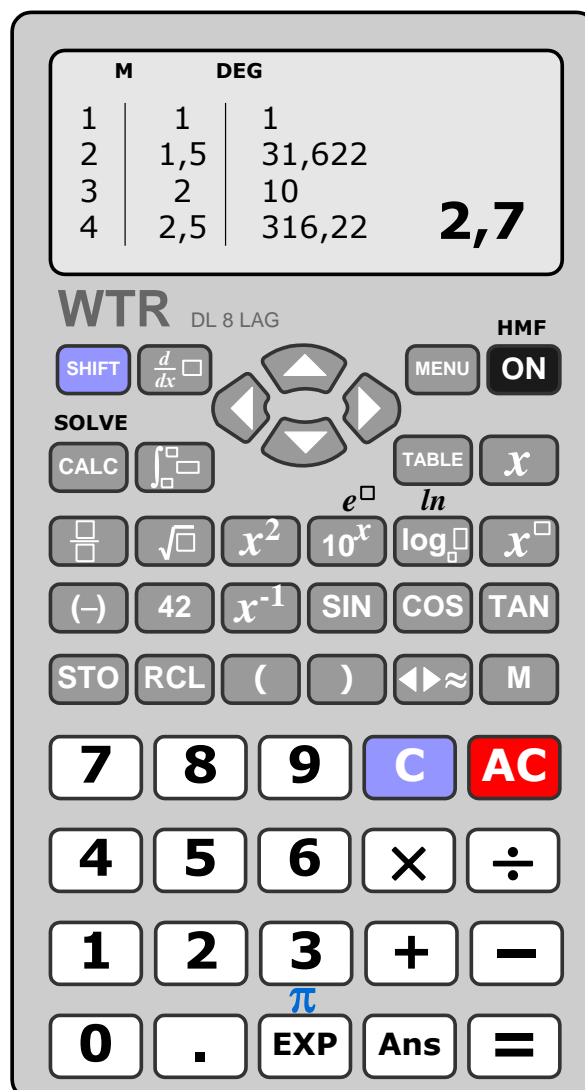 M DEG
1 1 1
2 1,5 31,622
3 2 10
4 2,5 316,22 2,7
WTR DL 8 LAG
HMF
SHIFT d/dx □ MENU ON
SOLVE
CALC ∫□ TABLE x
e□ ln
□/□ √□ x² 10ˣ log□ x□
(–) 42 x⁻¹ SIN COS TAN
STO RCL ( ) ◀▶≈ M
7 8 9 C AC
4 5 6 × ÷
1 2 3 + −
π
0 . EXP Ans =